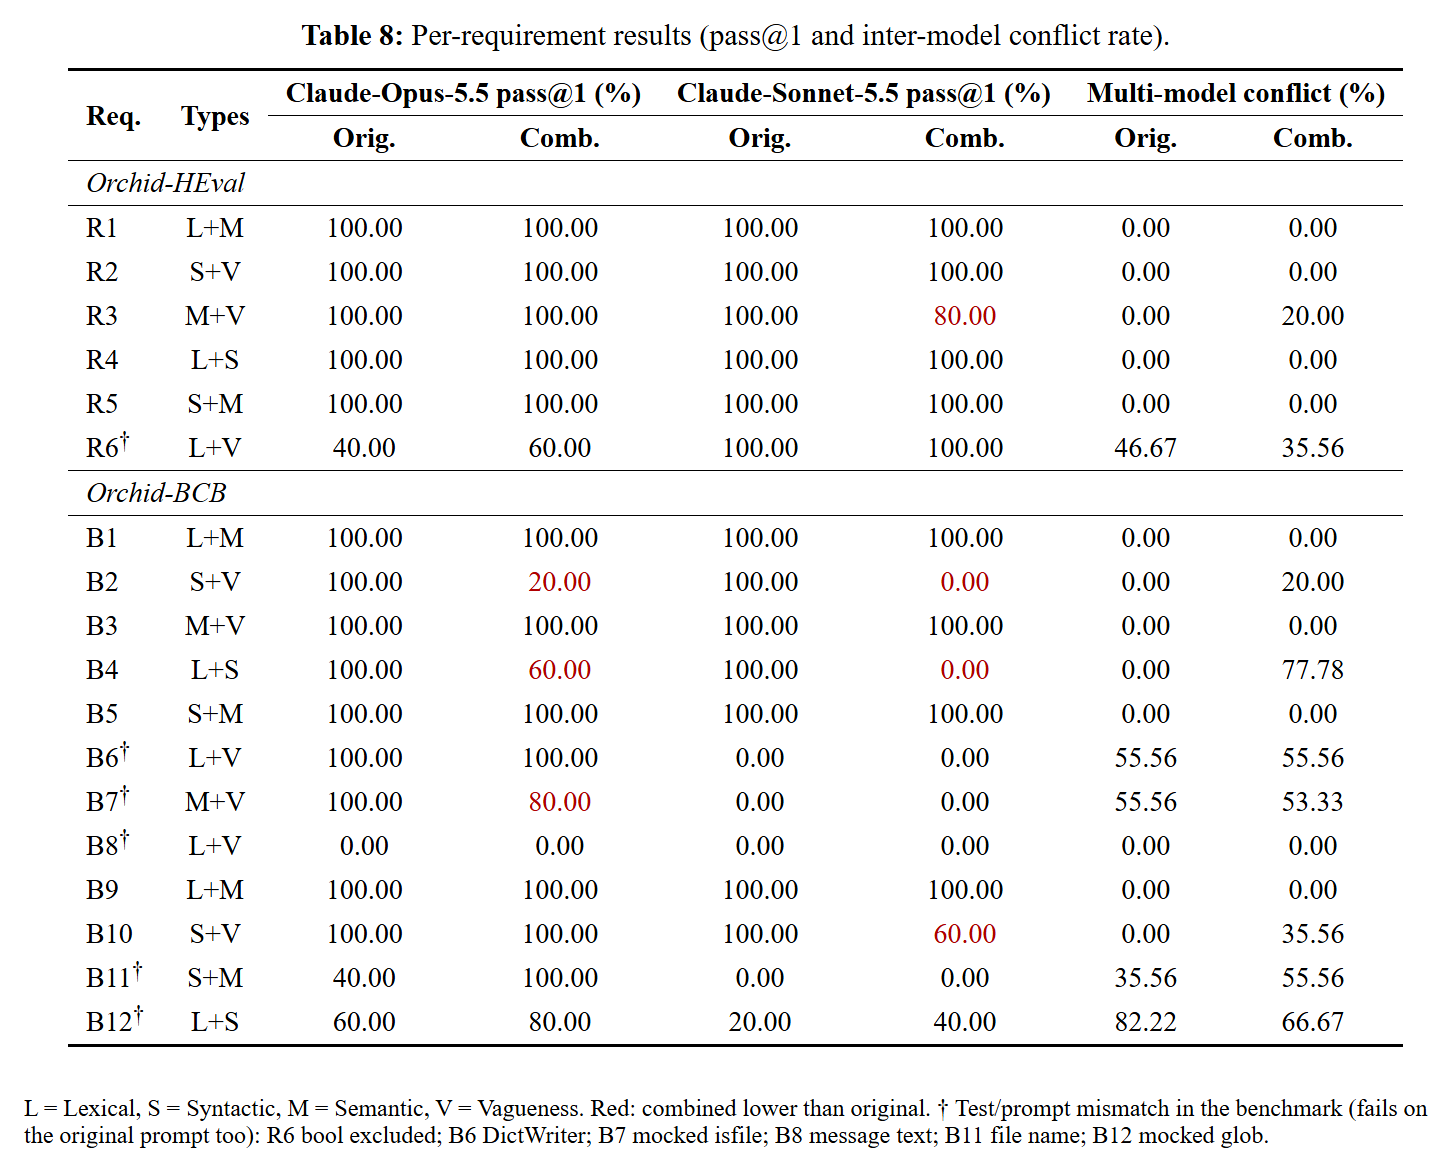 Table 8: Per-requirement results (pass@1 and inter-model conflict rate).
Req. Types Claude-Opus-5.5 pass@1 (%) Claude-Sonnet-5.5 pass@1 (%) Multi-model conflict (%)
Orig. Comb. Orig. Comb. Orig. Comb.
Orchid-HEval
R1 L+M 100.00 100.00 100.00 100.00 0.00 0.00
R2 S+V 100.00 100.00 100.00 100.00 0.00 0.00
R3 M+V 100.00 100.00 100.00 80.00 0.00 20.00
R4 L+S 100.00 100.00 100.00 100.00 0.00 0.00
R5 S+M 100.00 100.00 100.00 100.00 0.00 0.00
R6† L+V 40.00 60.00 100.00 100.00 46.67 35.56
Orchid-BCB
B1 L+M 100.00 100.00 100.00 100.00 0.00 0.00
B2 S+V 100.00 20.00 100.00 0.00 0.00 20.00
B3 M+V 100.00 100.00 100.00 100.00 0.00 0.00
B4 L+S 100.00 60.00 100.00 0.00 0.00 77.78
B5 S+M 100.00 100.00 100.00 100.00 0.00 0.00
B6† L+V 100.00 100.00 0.00 0.00 55.56 55.56
B7† M+V 100.00 80.00 0.00 0.00 55.56 53.33
B8† L+V 0.00 0.00 0.00 0.00 0.00 0.00
B9 L+M 100.00 100.00 100.00 100.00 0.00 0.00
B10 S+V 100.00 100.00 100.00 60.00 0.00 35.56
B11† S+M 40.00 100.00 0.00 0.00 35.56 55.56
B12† L+S 60.00 80.00 20.00 40.00 82.22 66.67
L = Lexical, S = Syntactic, M = Semantic, V = Vagueness. Red: combined lower than original. † Test/prompt mismatch in the benchmark (fails on
the original prompt too): R6 bool excluded; B6 DictWriter; B7 mocked isfile; B8 message text; B11 file name; B12 mocked glob.